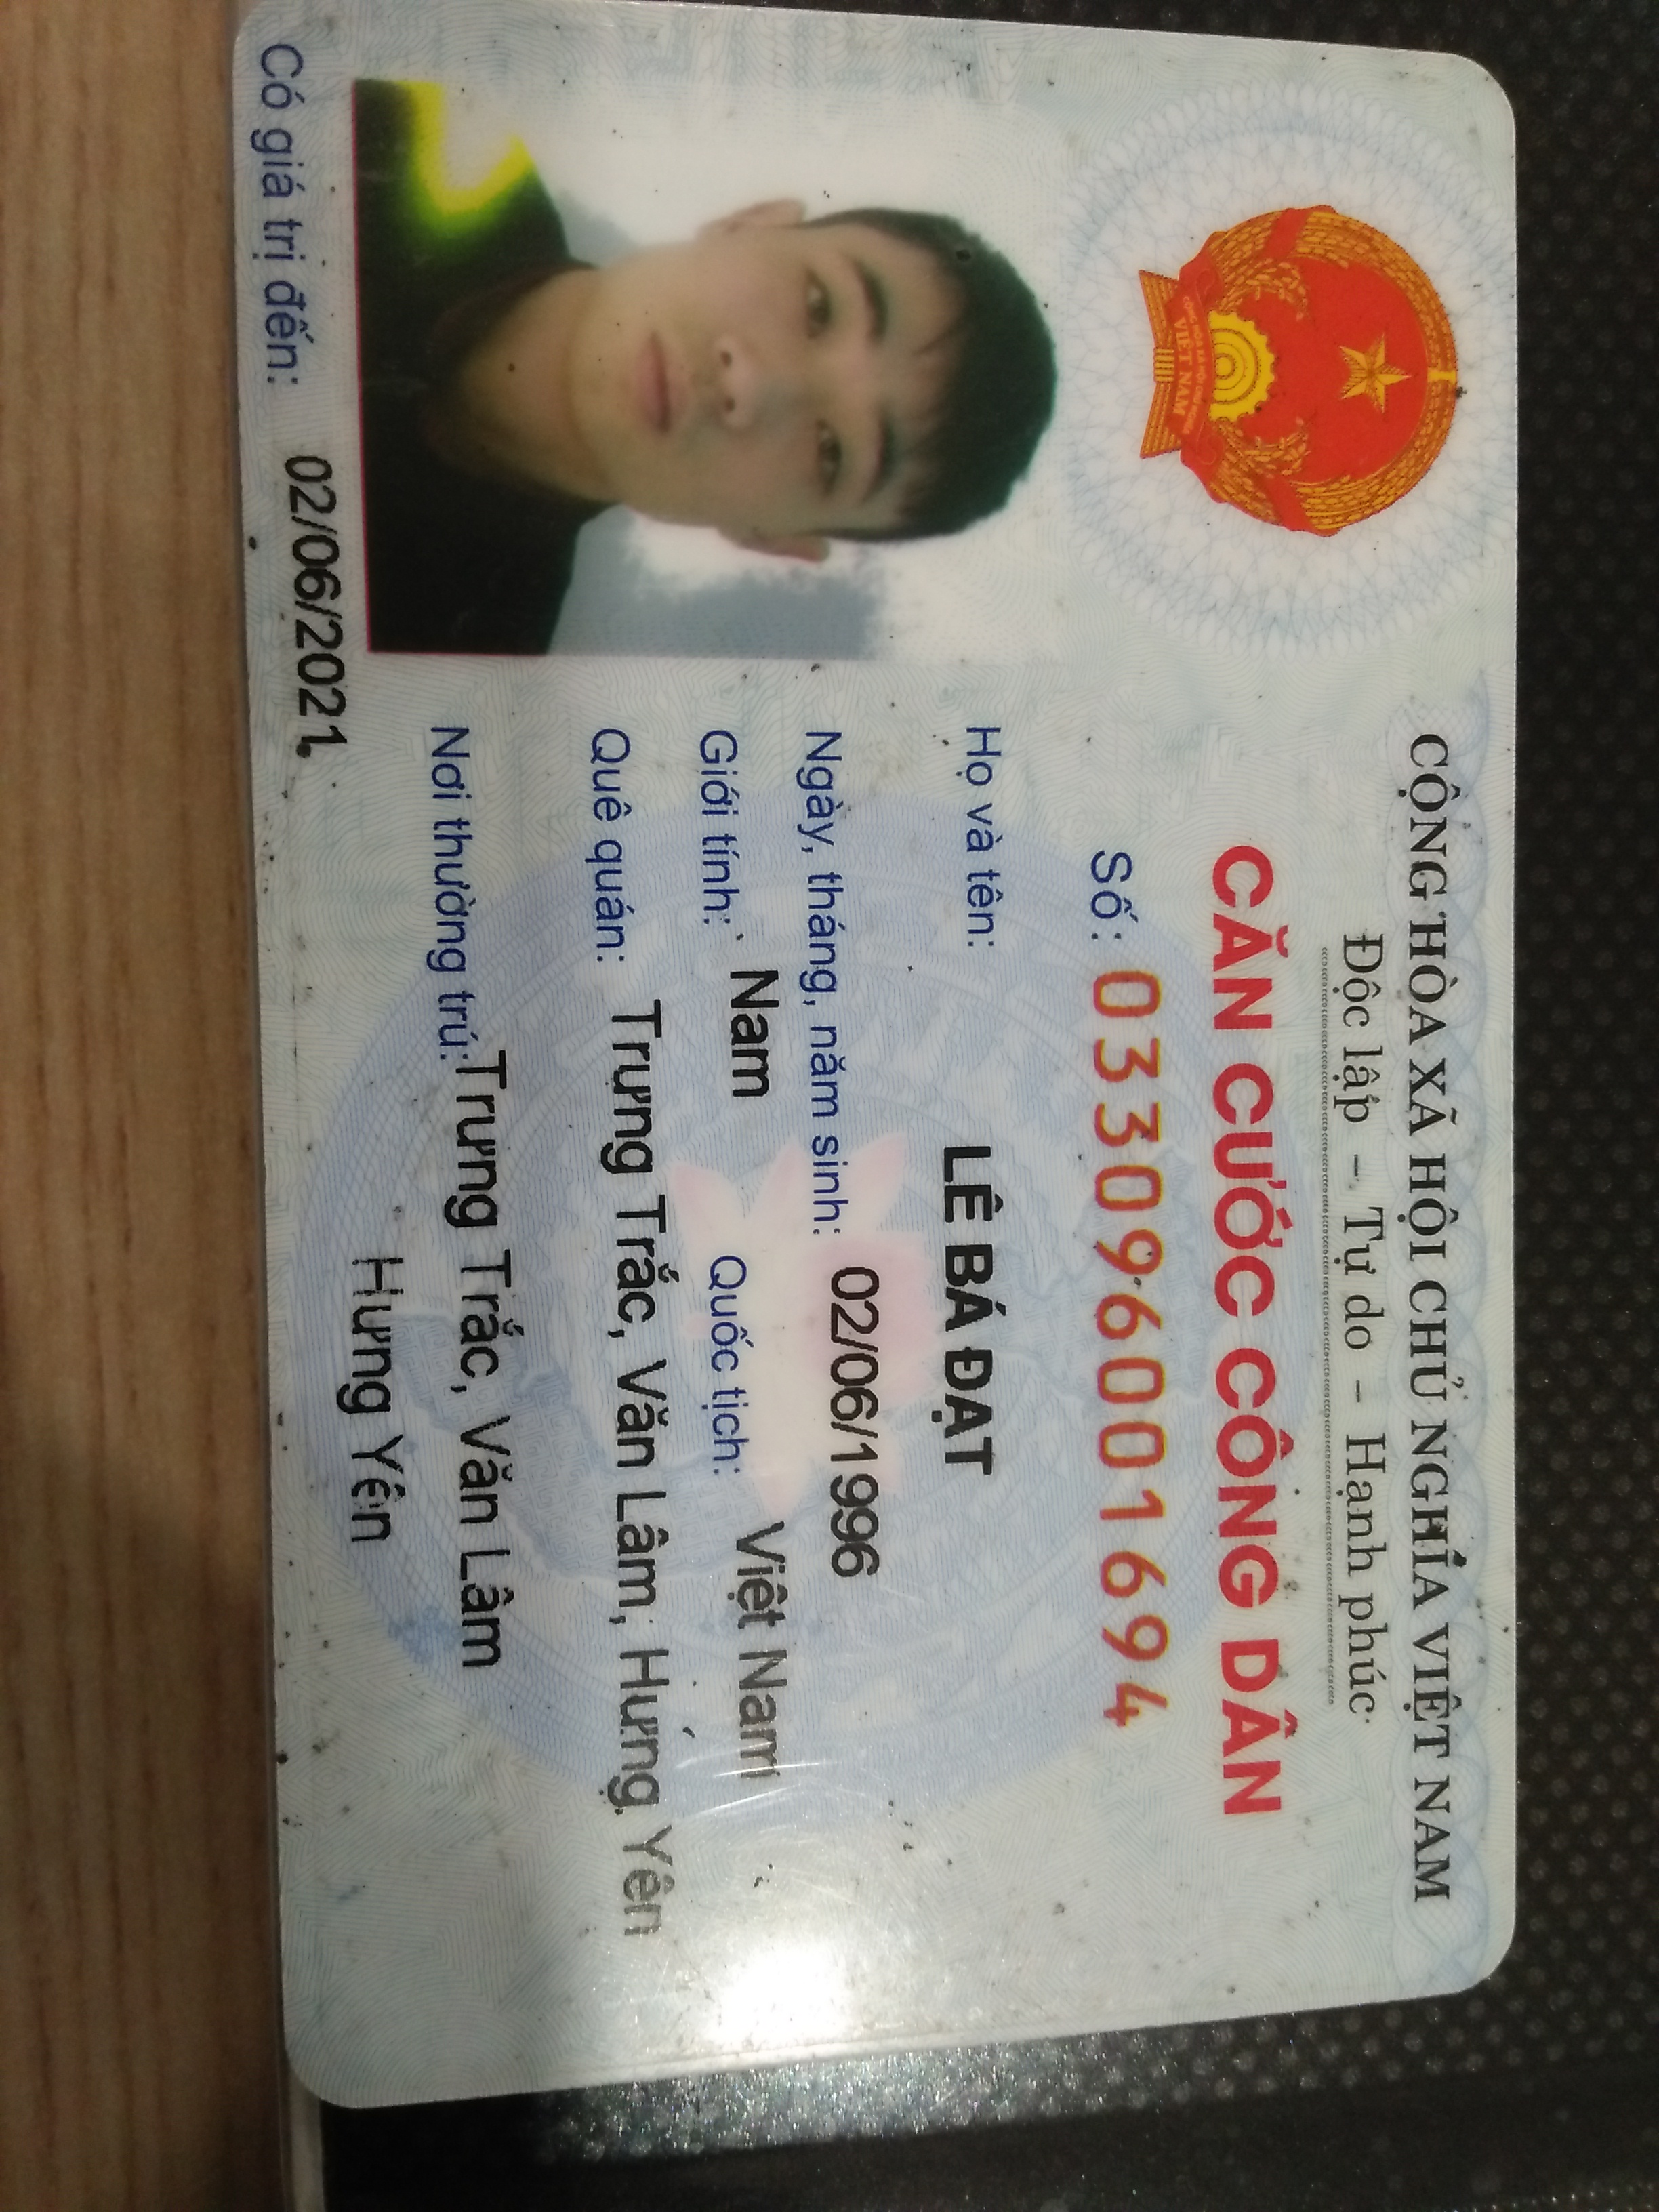 CỘNG HÒA XÃ HỘI CHỦ NGHĨA VIỆT NAM
Độc lập – Tự do – Hạnh phúc
CĂN CƯỚC CÔNG DÂN
Số: 033096001694
Họ và tên:
LÊ BÁ ĐẠT
Ngày, tháng, năm sinh: 02/06/1996
Giới tính: Nam Quốc tịch: Việt Nam
Quê quán: Trưng Trắc, Văn Lâm, Hưng Yên
Nơi thường trú: Trưng Trắc, Văn Lâm
Hưng Yên
Có giá trị đến: 02/06/2021
VIỆT NAM